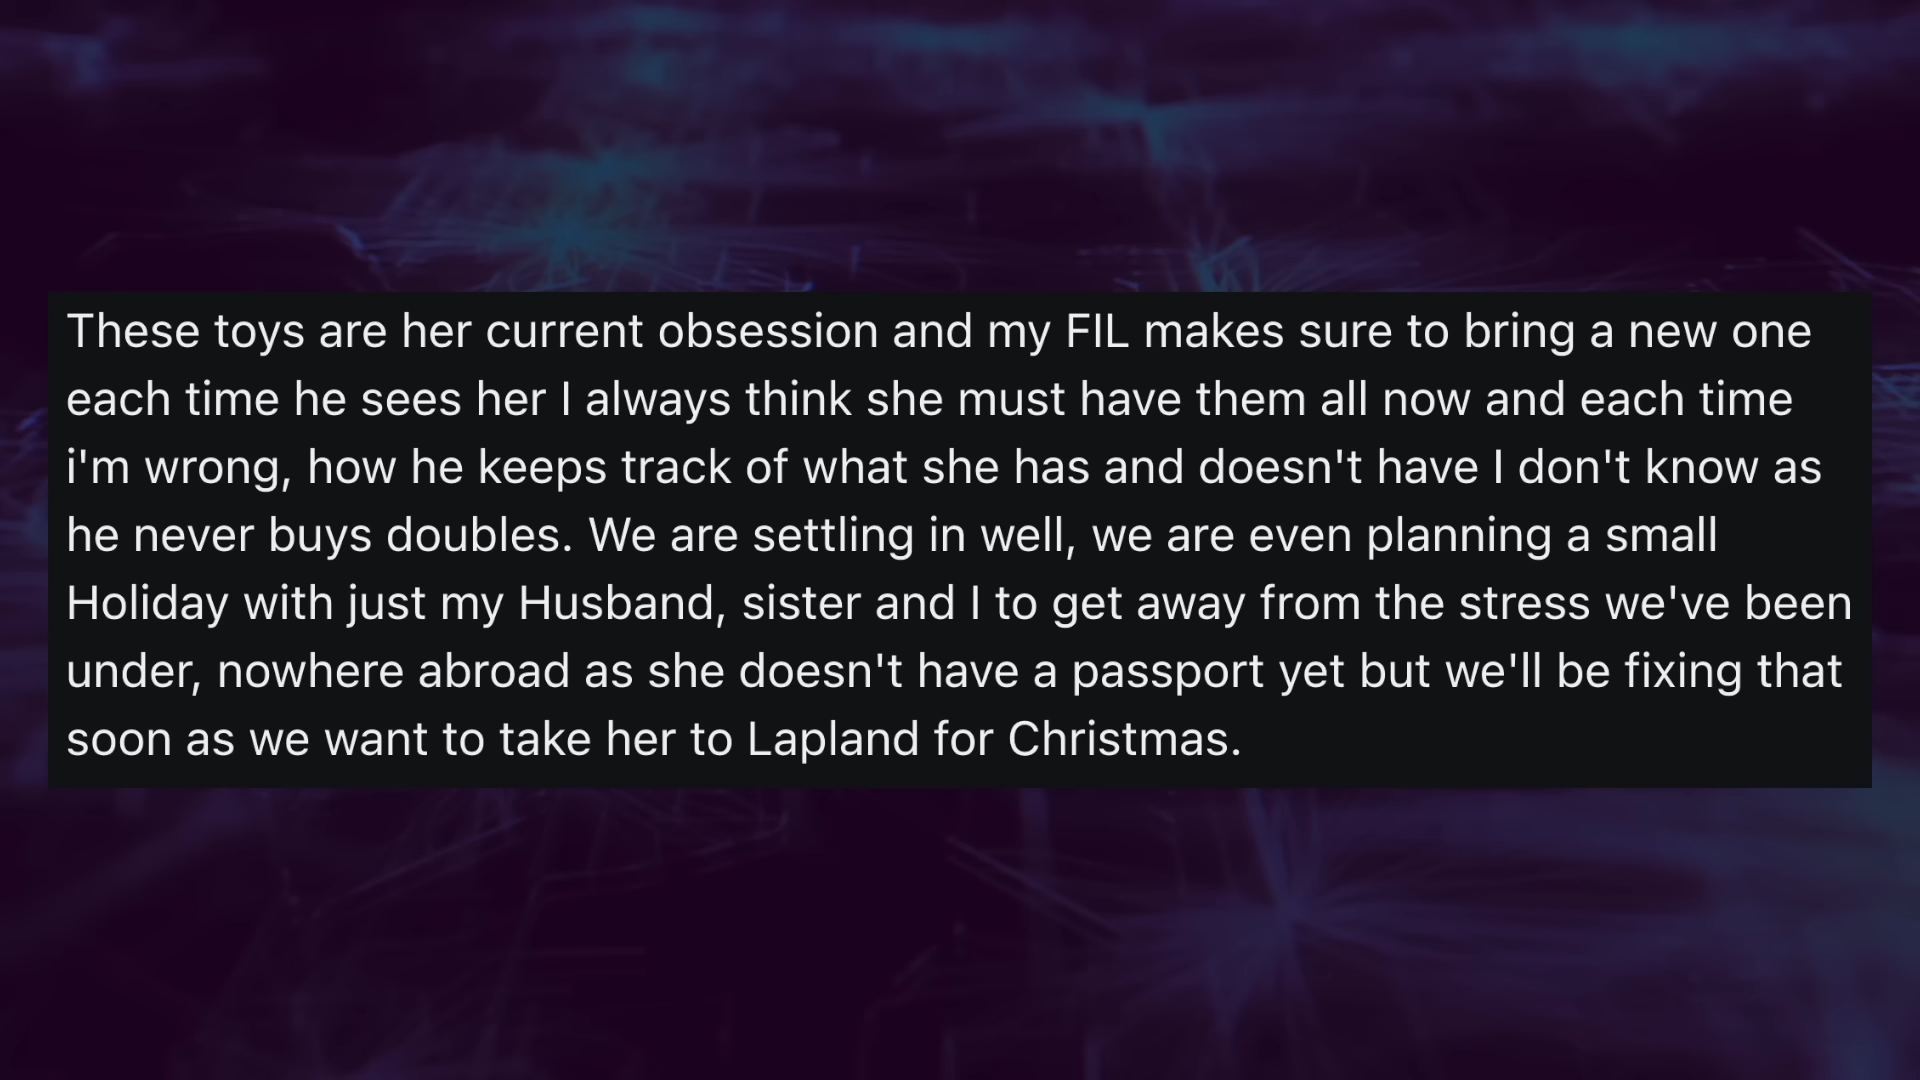 These toys are her current obsession and my FIL makes sure to bring a new one
each time he sees her I always think she must have them all now and each time
i'm wrong, how he keeps track of what she has and doesn't have I don't know as
he never buys doubles. We are settling in well, we are even planning a small
Holiday with just my Husband, sister and I to get away from the stress we've been
under, nowhere abroad as she doesn't have a passport yet but we'll be fixing that
soon as we want to take her to Lapland for Christmas.